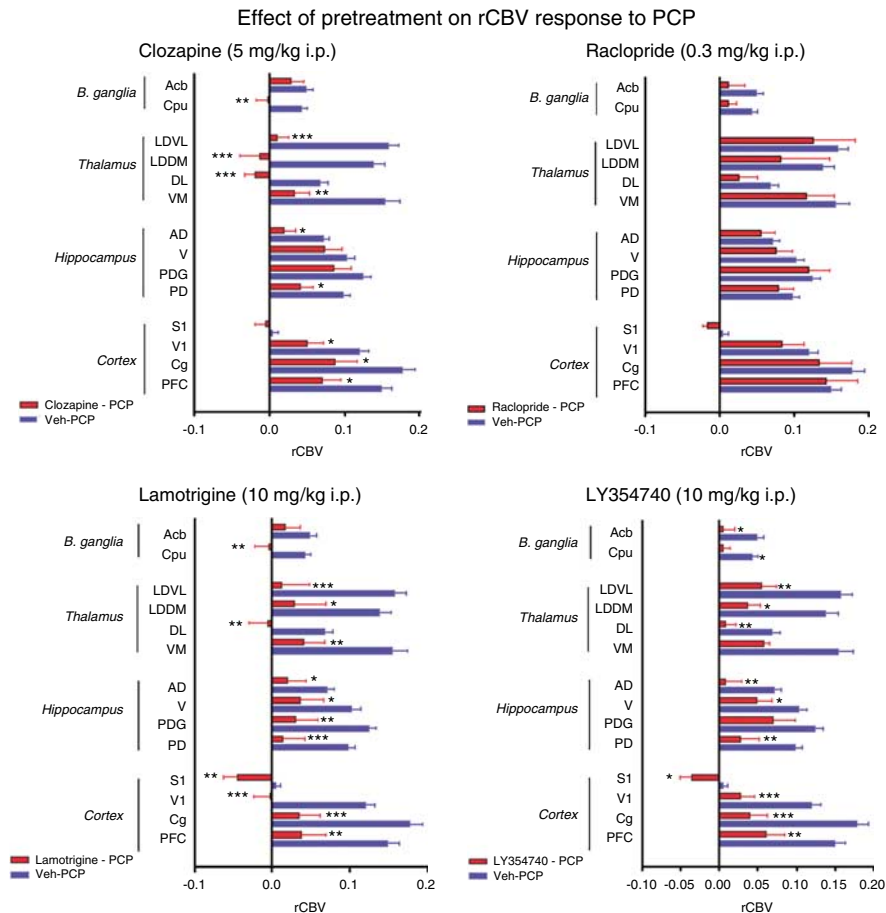 Effect of pretreatment on rCBV response to PCP
Clozapine (5 mg/kg i.p.)
B. ganglia
Acb
Cpu
**
Thalamus
LDVL
***
LDDM
***
DL
***
VM
**
Hippocampus
AD
*
V
PDG
PD
*
Cortex
S1
V1
*
Cg
*
PFC
*
Clozapine - PCP
Veh-PCP
-0.1 0.0 0.1 0.2
rCBV
Raclopride (0.3 mg/kg i.p.)
B. ganglia
Acb
Cpu
Thalamus
LDVL
LDDM
DL
VM
Hippocampus
AD
V
PDG
PD
Cortex
S1
V1
Cg
PFC
Raclopride - PCP
Veh-PCP
-0.1 0.0 0.1 0.2
rCBV
Lamotrigine (10 mg/kg i.p.)
B. ganglia
Acb
Cpu
**
Thalamus
LDVL
***
LDDM
*
DL
**
VM
**
Hippocampus
AD
*
V
*
PDG
**
PD
***
Cortex
S1
**
V1
***
Cg
***
PFC
**
Lamotrigine - PCP
Veh-PCP
-0.1 0.0 0.1 0.2
rCBV
LY354740 (10 mg/kg i.p.)
B. ganglia
Acb
*
Cpu
*
Thalamus
LDVL
**
LDDM
*
DL
**
VM
Hippocampus
AD
**
V
*
PDG
PD
**
Cortex
S1
*
V1
***
Cg
***
PFC
**
LY354740 - PCP
Veh-PCP
-0.10 -0.05 0.00 0.05 0.10 0.15 0.20
rCBV